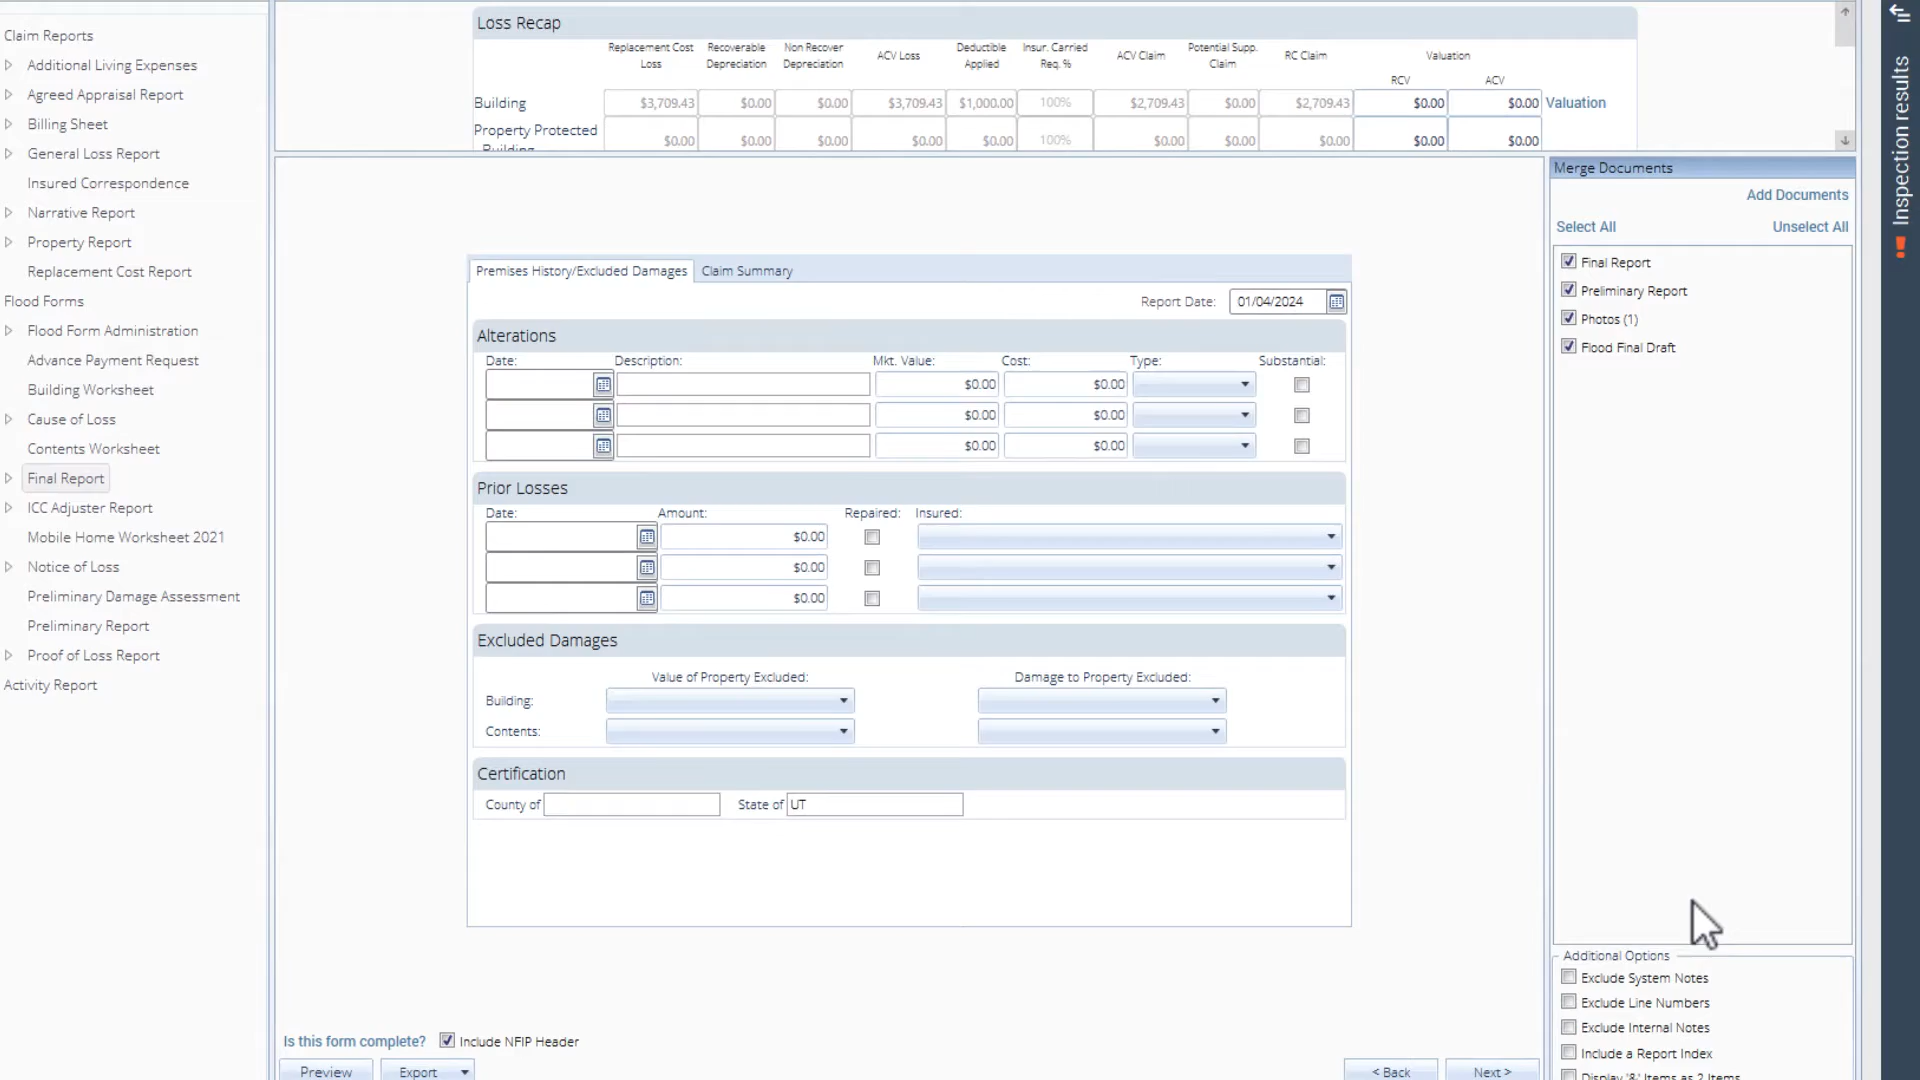 Claim Reports
Additional Living Expenses
Agreed Appraisal Report
Billing Sheet
General Loss Report
Insured Correspondence
Narrative Report
Property Report
Replacement Cost Report
Flood Forms
Flood Form Administration
Advance Payment Request
Building Worksheet
Cause of Loss
Contents Worksheet
Final Report
ICC Adjuster Report
Mobile Home Worksheet 2021
Notice of Loss
Preliminary Damage Assessment
Preliminary Report
Proof of Loss Report
Activity Report
Loss Recap
Replacement Cost Loss Recoverable Depreciation Non Recover Depreciation ACV Loss Deductible Applied Insur. Carried Req. % ACV Claim Potential Supp. Claim RC Claim Valuation
RCV ACV
Building $3,709.43 $0.00 $0.00 $3,709.43 $1,000.00 100% $2,709.43 $0.00 $2,709.43 $0.00 $0.00 Valuation
Property Protected
Building $0.00 $0.00 $0.00 $0.00 $0.00 100% $0.00 $0.00 $0.00 $0.00 $0.00
Premises History/Excluded Damages Claim Summary
Report Date: 01/04/2024
Alterations
Date: Description: Mkt. Value: Cost: Type: Substantial:
$0.00 $0.00
$0.00 $0.00
$0.00 $0.00
Prior Losses
Date: Amount: Repaired: Insured:
$0.00
$0.00
$0.00
Excluded Damages
Value of Property Excluded: Damage to Property Excluded:
Building:
Contents:
Certification
County of State of UT
Is this form complete? Include NFIP Header
Preview Export < Back Next >
Merge Documents
Add Documents
Select All Unselect All
Final Report
Preliminary Report
Photos (1)
Flood Final Draft
Additional Options
Exclude System Notes
Exclude Line Numbers
Exclude Internal Notes
Include a Report Index
Display '&' Items as 2 Items
! Inspection results